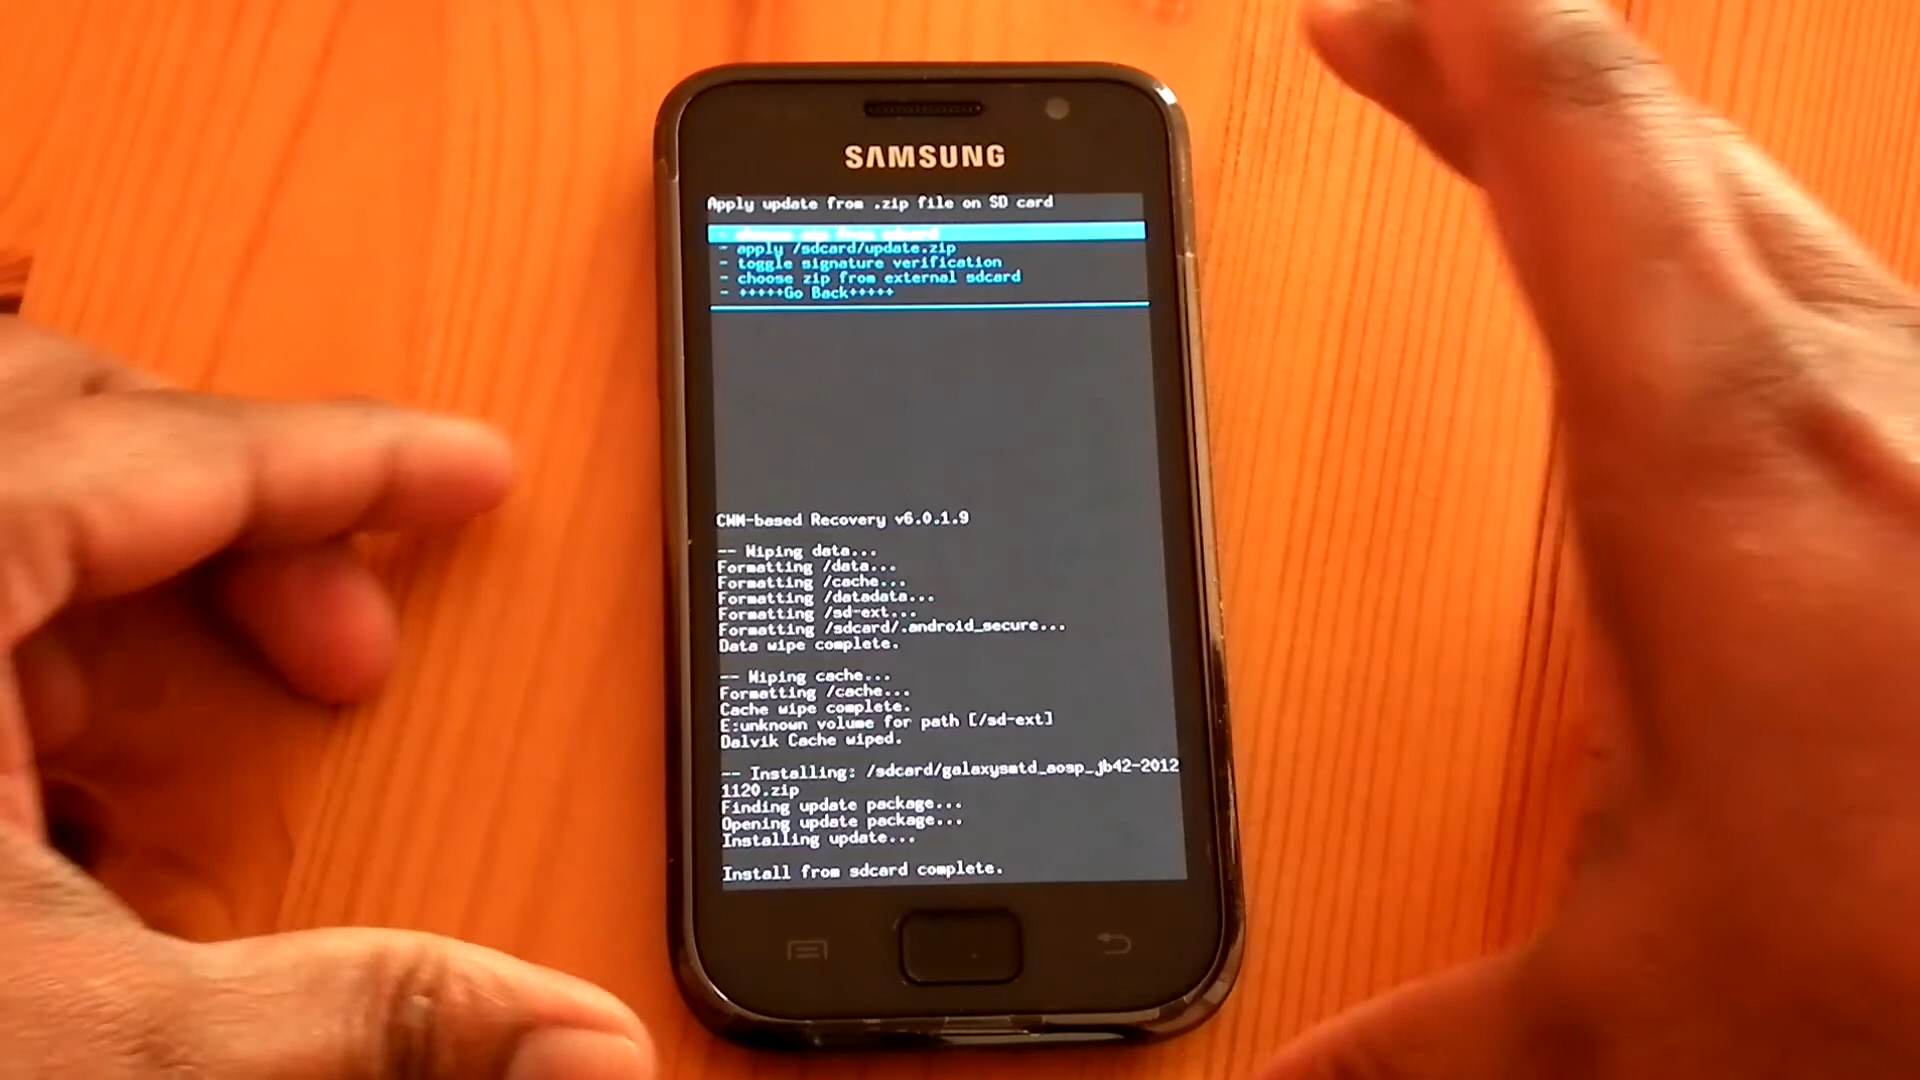 SAMSUNG
Apply update from .zip file on SD card
- choose zip from sdcard
- apply /sdcard/update.zip
- toggle signature verification
- choose zip from external sdcard
- +++++Go Back+++++
CWM-based Recovery v6.0.1.9
-- Wiping data...
Formatting /data...
Formatting /cache...
Formatting /datadata...
Formatting /sd-ext...
Formatting /sdcard/.android_secure...
Data wipe complete.
-- Wiping cache...
Formatting /cache...
Cache wipe complete.
E:unknown volume for path [/sd-ext]
Dalvik Cache wiped.
-- Installing: /sdcard/galaxysmtd_aosp_jb42-2012
1120.zip
Finding update package...
Opening update package...
Installing update...
Install from sdcard complete.